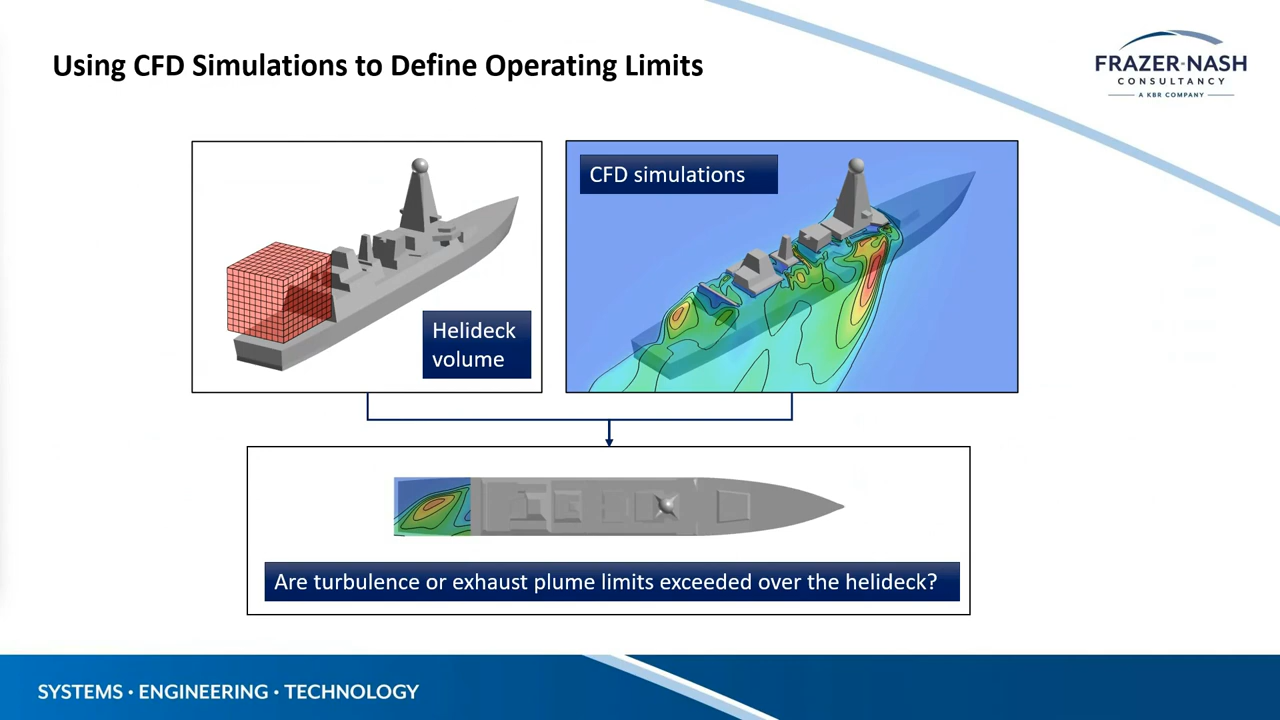 Using CFD Simulations to Define Operating Limits
FRAZER-NASH
CONSULTANCY
A KBR COMPANY
CFD simulations
Helideck
volume
Are turbulence or exhaust plume limits exceeded over the helideck?
SYSTEMS · ENGINEERING · TECHNOLOGY